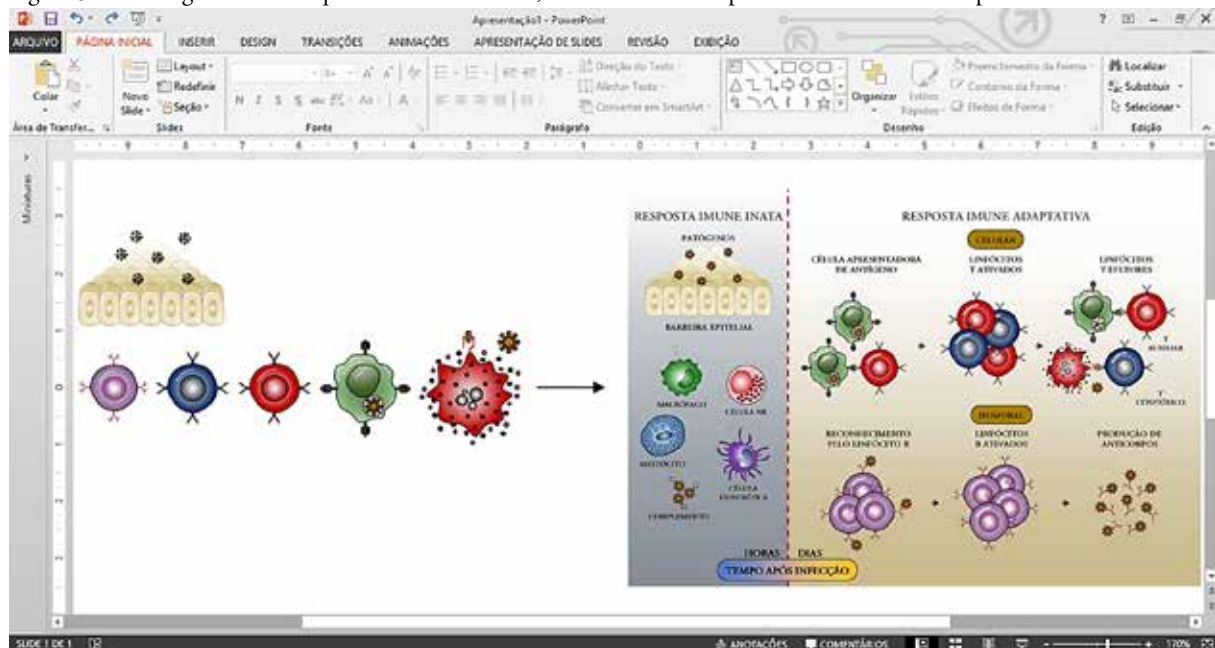 Apresentação1 - PowerPoint
ARQUIVO PÁGINA INICIAL INSERIR DESIGN TRANSIÇÕES ANIMAÇÕES APRESENTAÇÃO DE SLIDES REVISÃO EXIBIÇÃO
Colar
Novo Slide
Layout
Redefinir
Seção
Direção do Texto
Alinhar Texto
Converter em SmartArt
Organizar
Estilos Rápidos
Preenchimento da Forma
Contorno da Forma
Efeitos de Forma
Localizar
Substituir
Selecionar
Área de Transfer... Slides Fonte Parágrafo Desenho Edição
Miniaturas
RESPOSTA IMUNE INATA
PATÓGENOS
BARREIRA EPITELIAL
MACRÓFAGO
CÉLULA NK
MASTÓCITO
CÉLULA DENDRÍTICA
COMPLEMENTO
RESPOSTA IMUNE ADAPTATIVA
CELULAR
CÉLULA APRESENTADORA
DE ANTÍGENO
LINFÓCITOS
T ATIVADOS
LINFÓCITOS
T EFETORES
T
AUXILIAR
T
CITOTÓXICO
HUMORAL
RECONHECIMENTO
PELO LINFÓCITO B
LINFÓCITOS
B ATIVADOS
PRODUÇÃO DE
ANTICORPOS
HORAS DIAS
TEMPO APÓS INFECÇÃO
SLIDE 1 DE 1
ANOTAÇÕES COMENTÁRIOS 170%